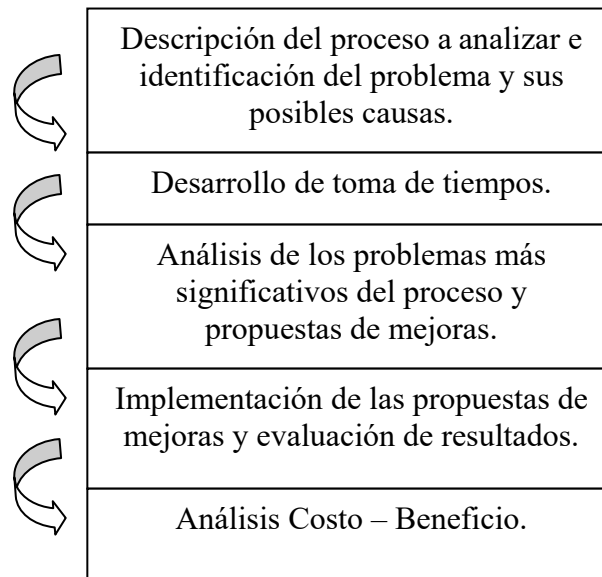 Descripción del proceso a analizar e
identificación del problema y sus
posibles causas.
Desarrollo de toma de tiempos.
Análisis de los problemas más
significativos del proceso y
propuestas de mejoras.
Implementación de las propuestas de
mejoras y evaluación de resultados.
Análisis Costo – Beneficio.